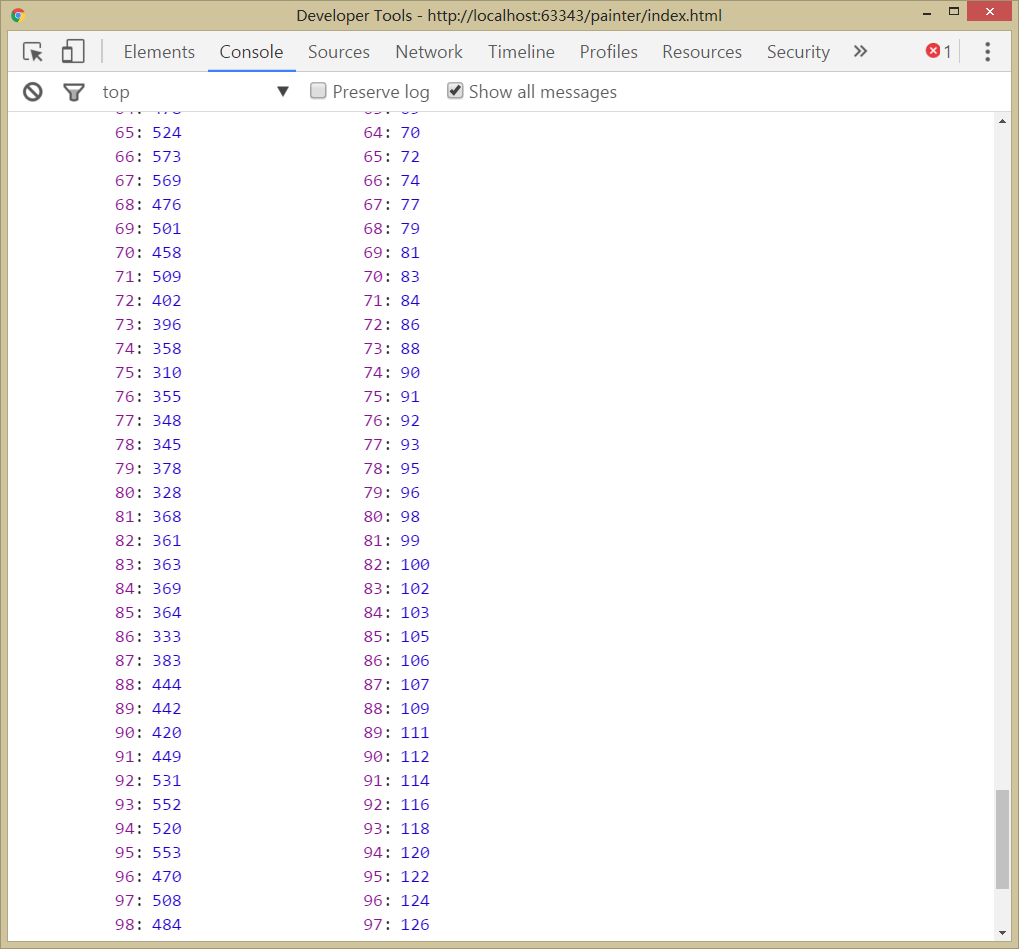 Developer Tools - http://localhost:63343/painter/index.html
Elements Console Sources Network Timeline Profiles Resources Security » 1
top ▼ Preserve log Show all messages
65: 524 64: 70
66: 573 65: 72
67: 569 66: 74
68: 476 67: 77
69: 501 68: 79
70: 458 69: 81
71: 509 70: 83
72: 402 71: 84
73: 396 72: 86
74: 358 73: 88
75: 310 74: 90
76: 355 75: 91
77: 348 76: 92
78: 345 77: 93
79: 378 78: 95
80: 328 79: 96
81: 368 80: 98
82: 361 81: 99
83: 363 82: 100
84: 369 83: 102
85: 364 84: 103
86: 333 85: 105
87: 383 86: 106
88: 444 87: 107
89: 442 88: 109
90: 420 89: 111
91: 449 90: 112
92: 531 91: 114
93: 552 92: 116
94: 520 93: 118
95: 553 94: 120
96: 470 95: 122
97: 508 96: 124
98: 484 97: 126